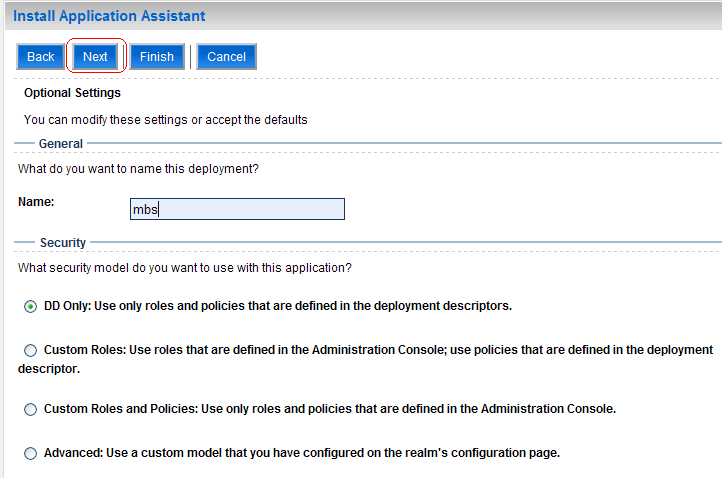 Install Application Assistant
Back Next Finish Cancel
Optional Settings
You can modify these settings or accept the defaults
General
What do you want to name this deployment?
Name: mbs
Security
What security model do you want to use with this application?
DD Only: Use only roles and policies that are defined in the deployment descriptors.
Custom Roles: Use roles that are defined in the Administration Console; use policies that are defined in the deployment
descriptor.
Custom Roles and Policies: Use only roles and policies that are defined in the Administration Console.
Advanced: Use a custom model that you have configured on the realm's configuration page.